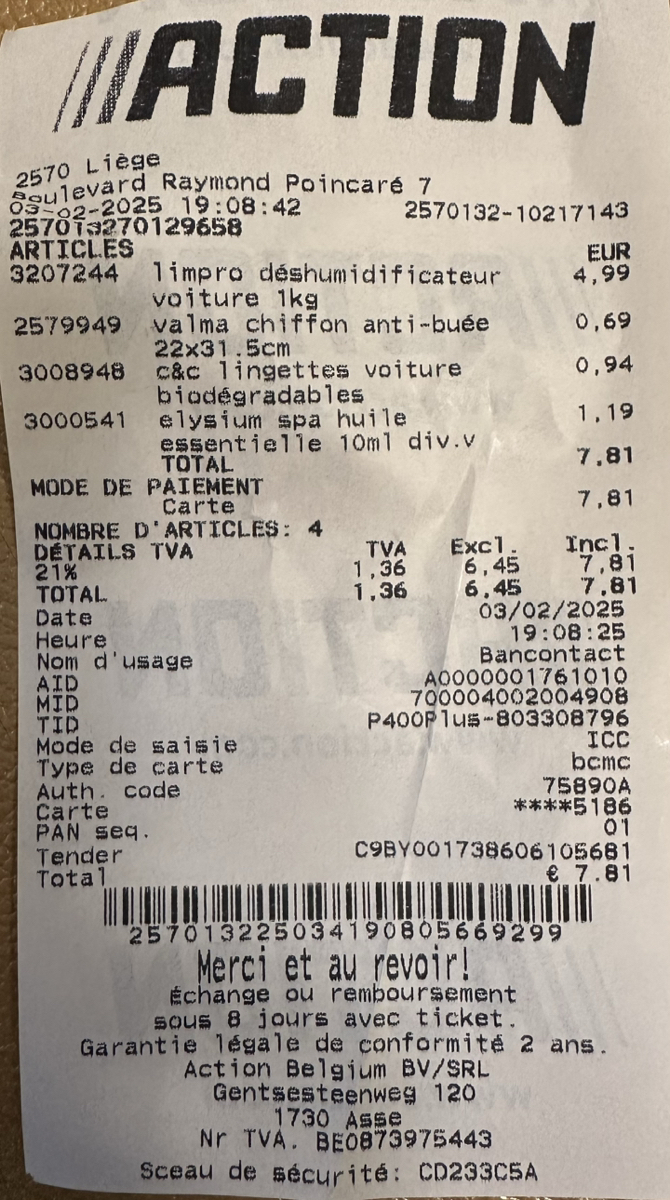 ACTION
2570 Liège
Boulevard Raymond Poincaré 7
03-02-2025 19:08:42 2570132-10217143
257013270129658
ARTICLES EUR
3207244 limpro déshumidificateur 4,99
voiture 1kg
2579949 valma chiffon anti-buée 0,69
22x31.5cm
3008948 c&c lingettes voiture 0,94
biodégradables
3000541 elysium spa huile 1,19
essentielle 10ml div.v
TOTAL 7,81
MODE DE PAIEMENT
Carte 7,81
NOMBRE D'ARTICLES: 4
DÉTAILS TVA TVA Excl. Incl.
21% 1,36 6,45 7,81
TOTAL 1,36 6,45 7,81
Date 03/02/2025
Heure 19:08:25
Nom d'usage Bancontact
AID A0000001761010
MID 700004002004908
TID P400Plus-803308796
Mode de saisie ICC
Type de carte bcmc
Auth. code 75890A
Carte ****5186
PAN seq. 01
Tender C9BY001738606105681
Total € 7.81
2570132250341908056​69299
Merci et au revoir!
Échange ou remboursement
sous 8 jours avec ticket.
Garantie légale de conformité 2 ans.
Action Belgium BV/SRL
Gentsesteenweg 120
1730 Asse
Nr TVA. BE0873975443
Sceau de sécurité: CD233C5A